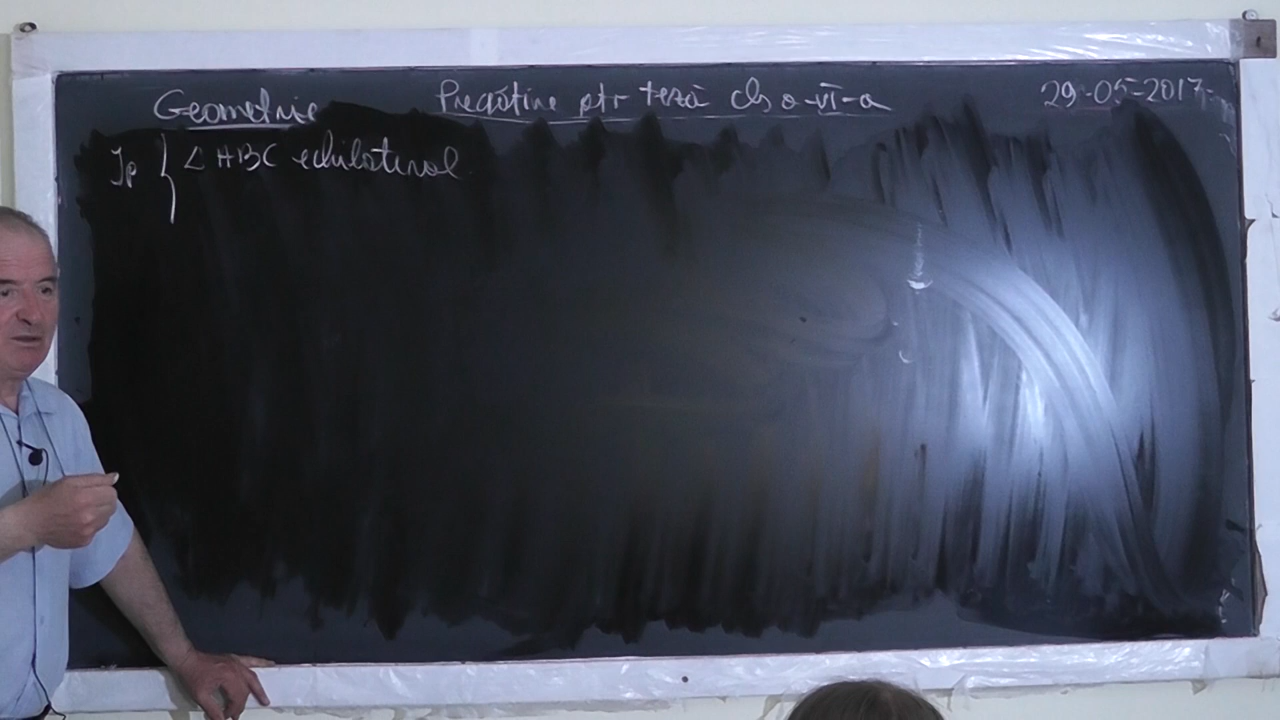 Geometrie Pregătire ptr teză cls a-VI-a 29-05-2017
Ip { △ ABC echilateral